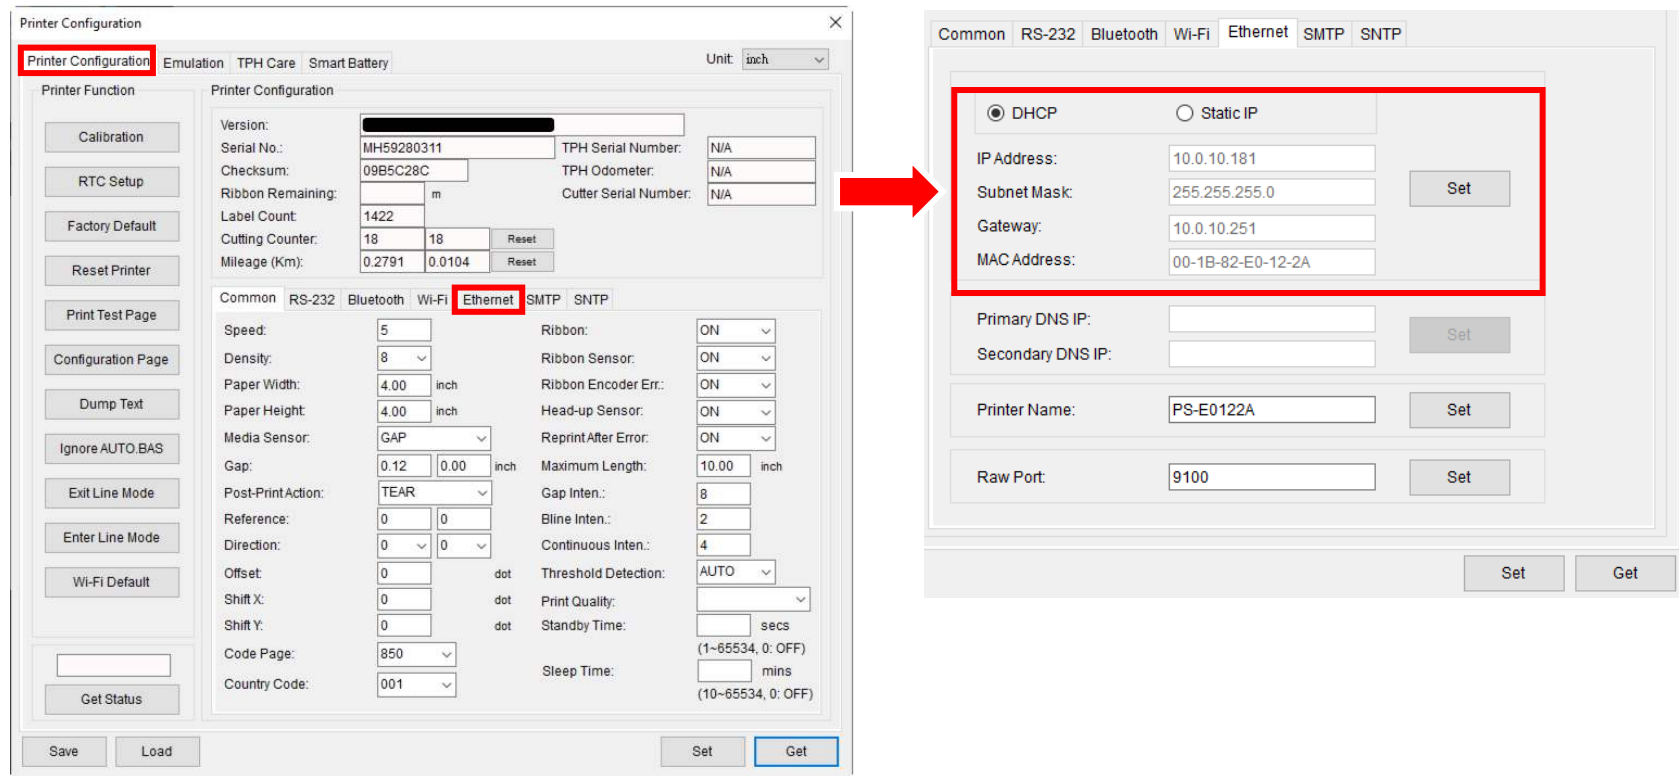 Printer Configuration
Printer Configuration Emulation TPH Care Smart Battery Unit: inch
Printer Function
Calibration
RTC Setup
Factory Default
Reset Printer
Print Test Page
Configuration Page
Dump Text
Ignore AUTO.BAS
Exit Line Mode
Enter Line Mode
Wi-Fi Default
Get Status
Printer Configuration
Version:
Serial No.: MH59280311 TPH Serial Number: N/A
Checksum: 09B5C28C TPH Odometer: N/A
Ribbon Remaining: m Cutter Serial Number: N/A
Label Count: 1422
Cutting Counter: 18 18 Reset
Mileage (Km): 0.2791 0.0104 Reset
Common RS-232 Bluetooth Wi-Fi Ethernet SMTP SNTP
Speed: 5 Ribbon: ON
Density: 8 Ribbon Sensor: ON
Paper Width: 4.00 inch Ribbon Encoder Err.: ON
Paper Height: 4.00 inch Head-up Sensor: ON
Media Sensor: GAP Reprint After Error: ON
Gap: 0.12 0.00 inch Maximum Length: 10.00 inch
Post-Print Action: TEAR Gap Inten.: 8
Reference: 0 0 Bline Inten.: 2
Direction: 0 0 Continuous Inten.: 4
Offset: 0 dot Threshold Detection: AUTO
Shift X: 0 dot Print Quality:
Shift Y: 0 dot Standby Time: secs
(1~65534, 0: OFF)
Code Page: 850
Sleep Time: mins
Country Code: 001
(10~65534, 0: OFF)
Save Load Set Get
Common RS-232 Bluetooth Wi-Fi Ethernet SMTP SNTP
DHCP Static IP
IP Address: 10.0.10.181
Subnet Mask: 255.255.255.0 Set
Gateway: 10.0.10.251
MAC Address: 00-1B-82-E0-12-2A
Primary DNS IP:
Set
Secondary DNS IP:
Printer Name: PS-E0122A Set
Raw Port: 9100 Set
Set Get